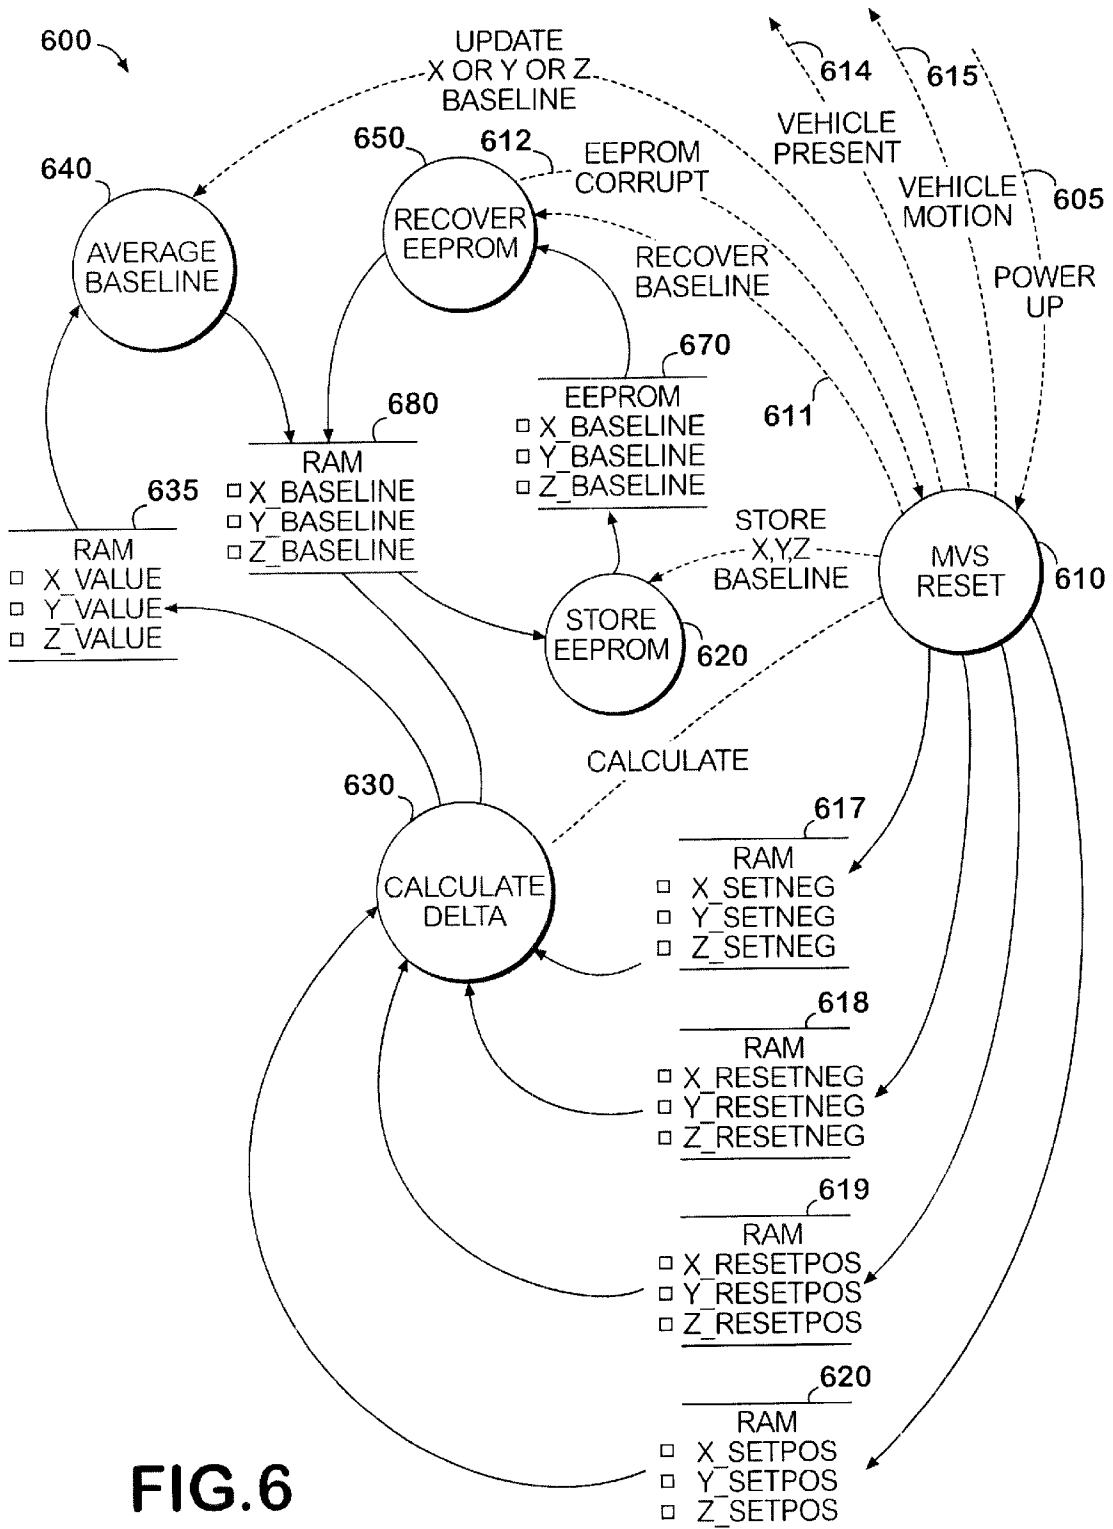 600
UPDATE
X OR Y OR Z
BASELINE
614
615
VEHICLE
PRESENT
VEHICLE
MOTION
605
POWER
UP
640
AVERAGE
BASELINE
650
RECOVER
EEPROM
612
EEPROM
CORRUPT
RECOVER
BASELINE
611
670
EEPROM
X_BASELINE
Y_BASELINE
Z_BASELINE
680
RAM
X_BASELINE
Y_BASELINE
Z_BASELINE
635
RAM
X_VALUE
Y_VALUE
Z_VALUE
STORE
X,Y,Z
BASELINE
MVS
RESET
610
STORE
EEPROM
620
CALCULATE
630
CALCULATE
DELTA
617
RAM
X_SETNEG
Y_SETNEG
Z_SETNEG
618
RAM
X_RESETNEG
Y_RESETNEG
Z_RESETNEG
619
RAM
X_RESETPOS
Y_RESETPOS
Z_RESETPOS
620
RAM
X_SETPOS
Y_SETPOS
Z_SETPOS
FIG.6